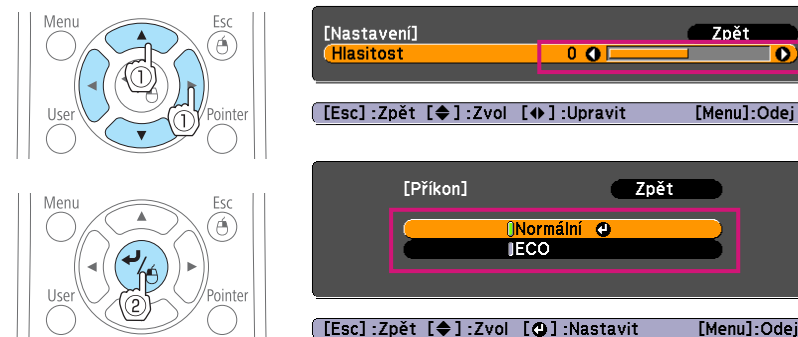 Menu
Esc
User
Pointer
①
①
[Nastavení]
Zpět
Hlasitost
0
[Esc] :Zpět [◆] :Zvol [◀▶] :Upravit [Menu]:Odej
Menu
Esc
User
Pointer
②
[Příkon]
Zpět
Normální
ECO
[Esc] :Zpět [◆] :Zvol [↵] :Nastavit [Menu]:Odej